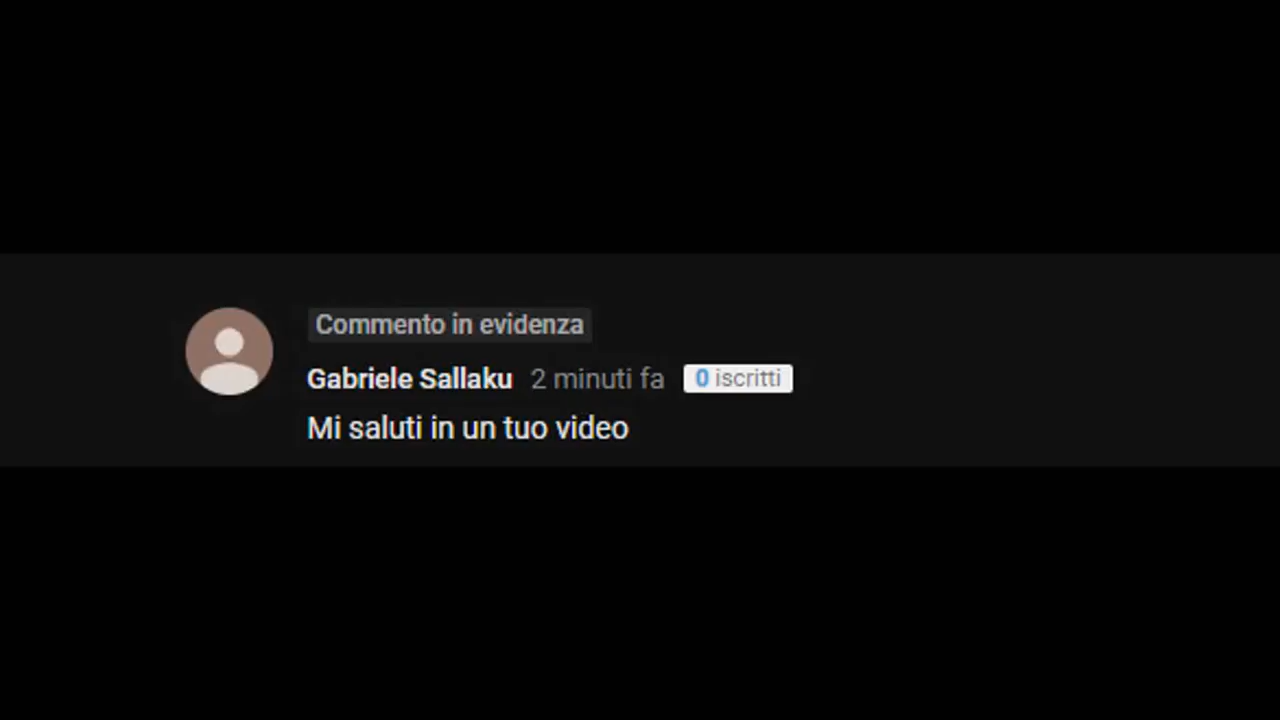 Commento in evidenza
Gabriele Sallaku 2 minuti fa 0 iscritti
Mi saluti in un tuo video